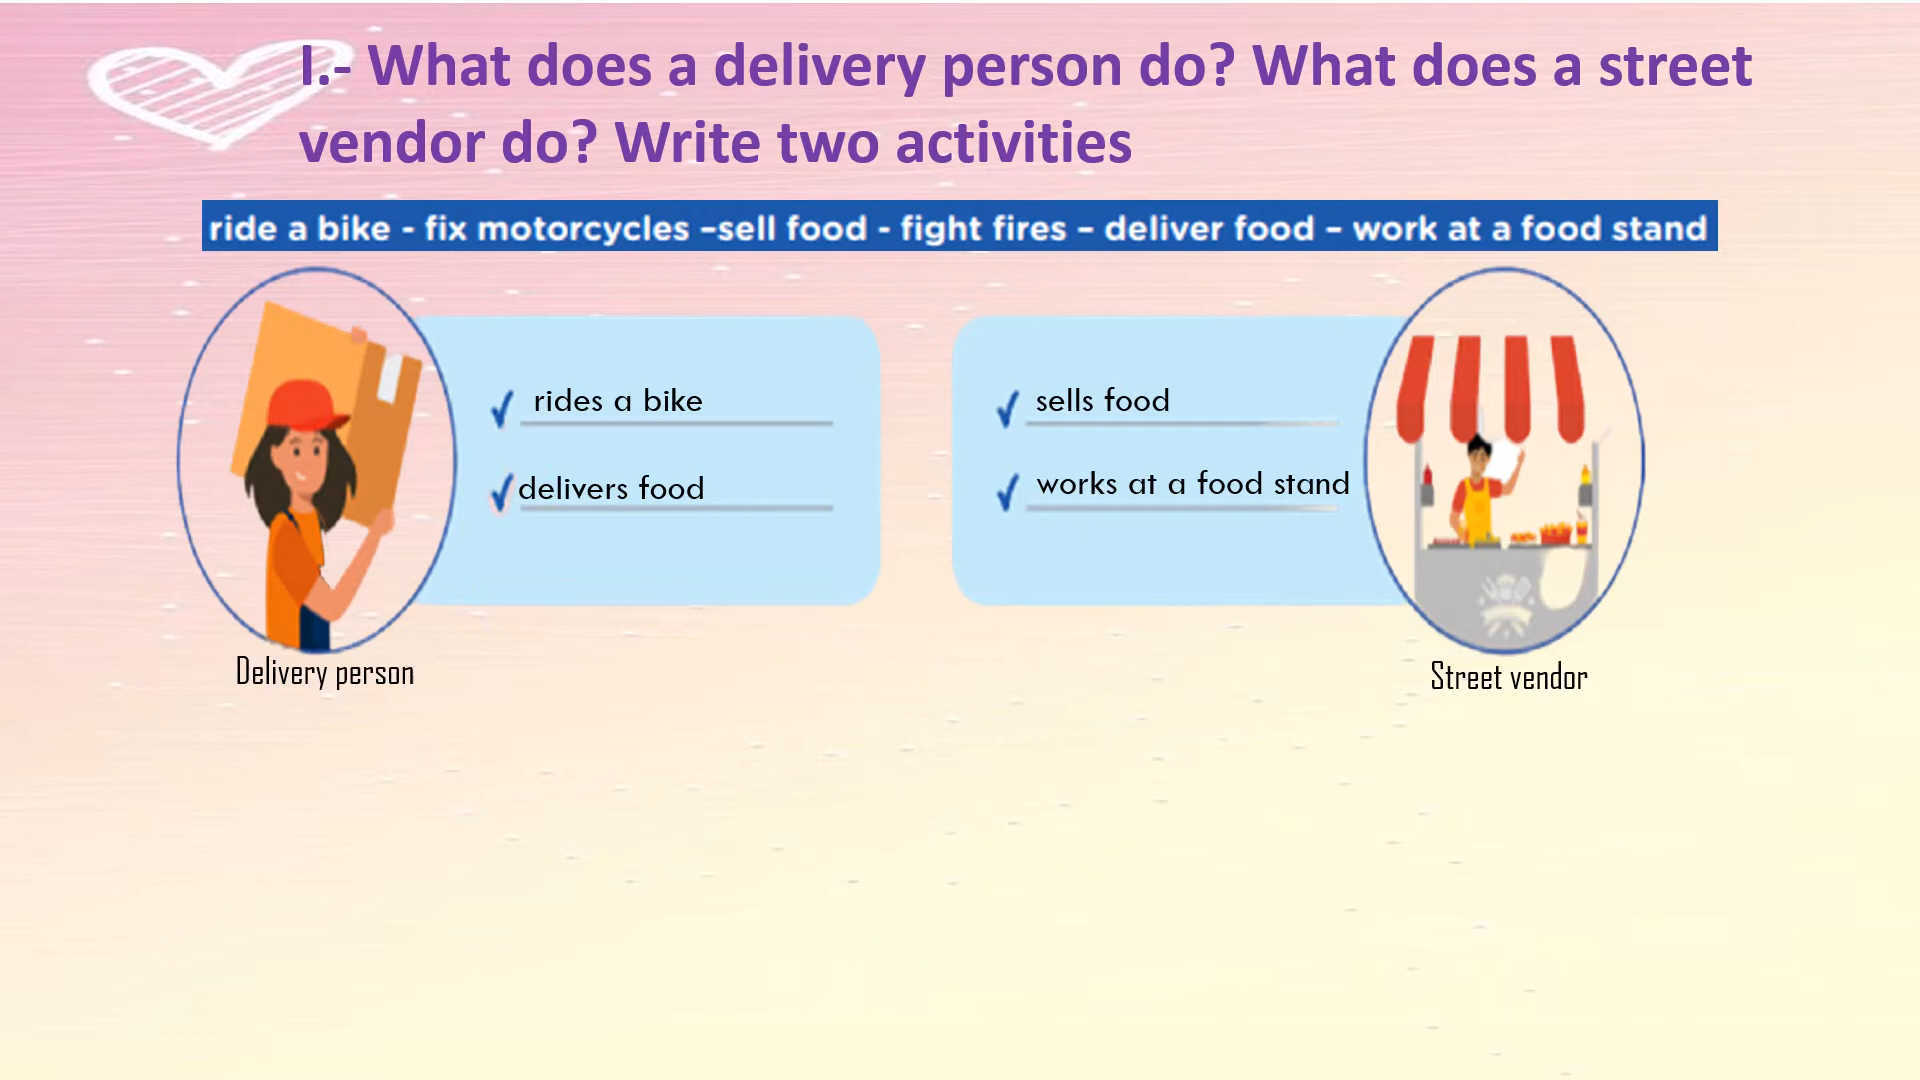 I.- What does a delivery person do? What does a street
vendor do? Write two activities
ride a bike - fix motorcycles –sell food - fight fires – deliver food – work at a food stand
rides a bike
delivers food
sells food
works at a food stand
Delivery person
Street vendor